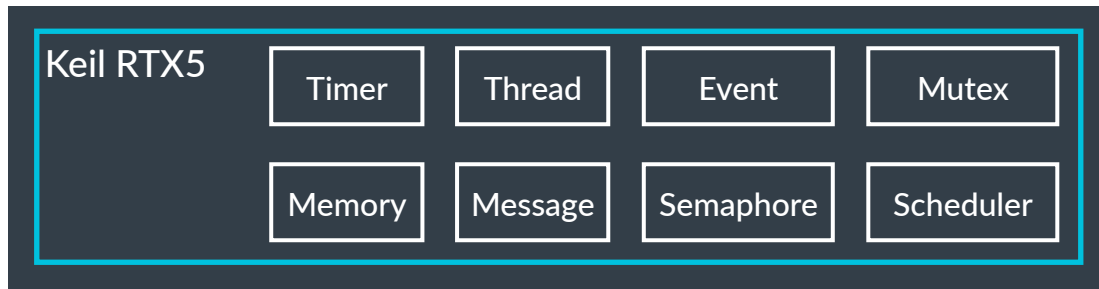 Keil RTX5
Timer
Thread
Event
Mutex
Memory
Message
Semaphore
Scheduler